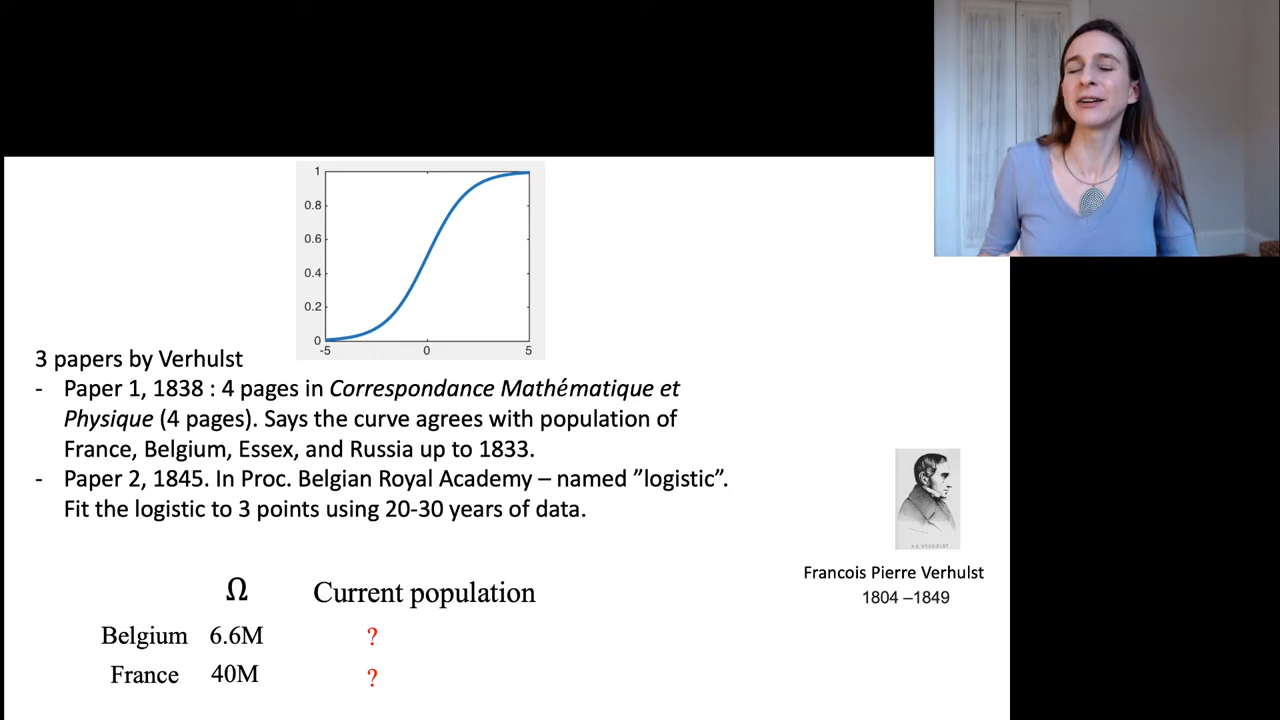 1
0.8
0.6
0.4
0.2
0
-5
0
5
3 papers by Verhulst
- Paper 1, 1838 : 4 pages in Correspondance Mathématique et
Physique (4 pages). Says the curve agrees with population of
France, Belgium, Essex, and Russia up to 1833.
- Paper 2, 1845. In Proc. Belgian Royal Academy – named ”logistic”.
Fit the logistic to 3 points using 20-30 years of data.
Francois Pierre Verhulst
1804 –1849
Ω Current population
Belgium 6.6M ?
France 40M ?